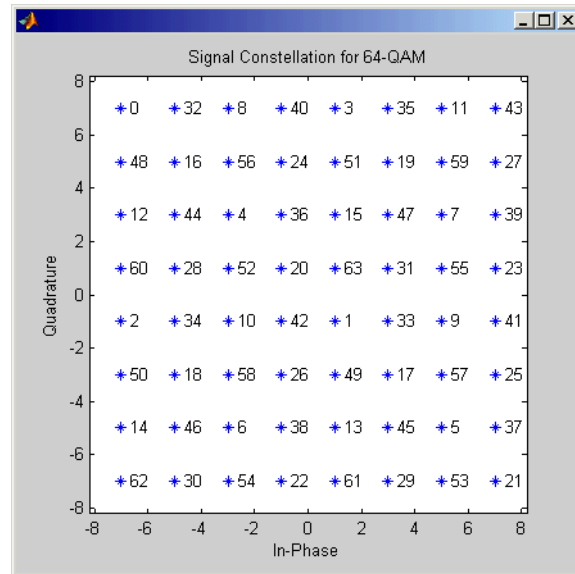 Signal Constellation for 64-QAM
8
0 32 8 40 3 35 11 43
6
48 16 56 24 51 19 59 27
4
12 44 4 36 15 47 7 39
2
60 28 52 20 63 31 55 23
0
Quadrature
2 34 10 42 1 33 9 41
-2
50 18 58 26 49 17 57 25
-4
14 46 6 38 13 45 5 37
-6
62 30 54 22 61 29 53 21
-8
-8 -6 -4 -2 0 2 4 6 8
In-Phase